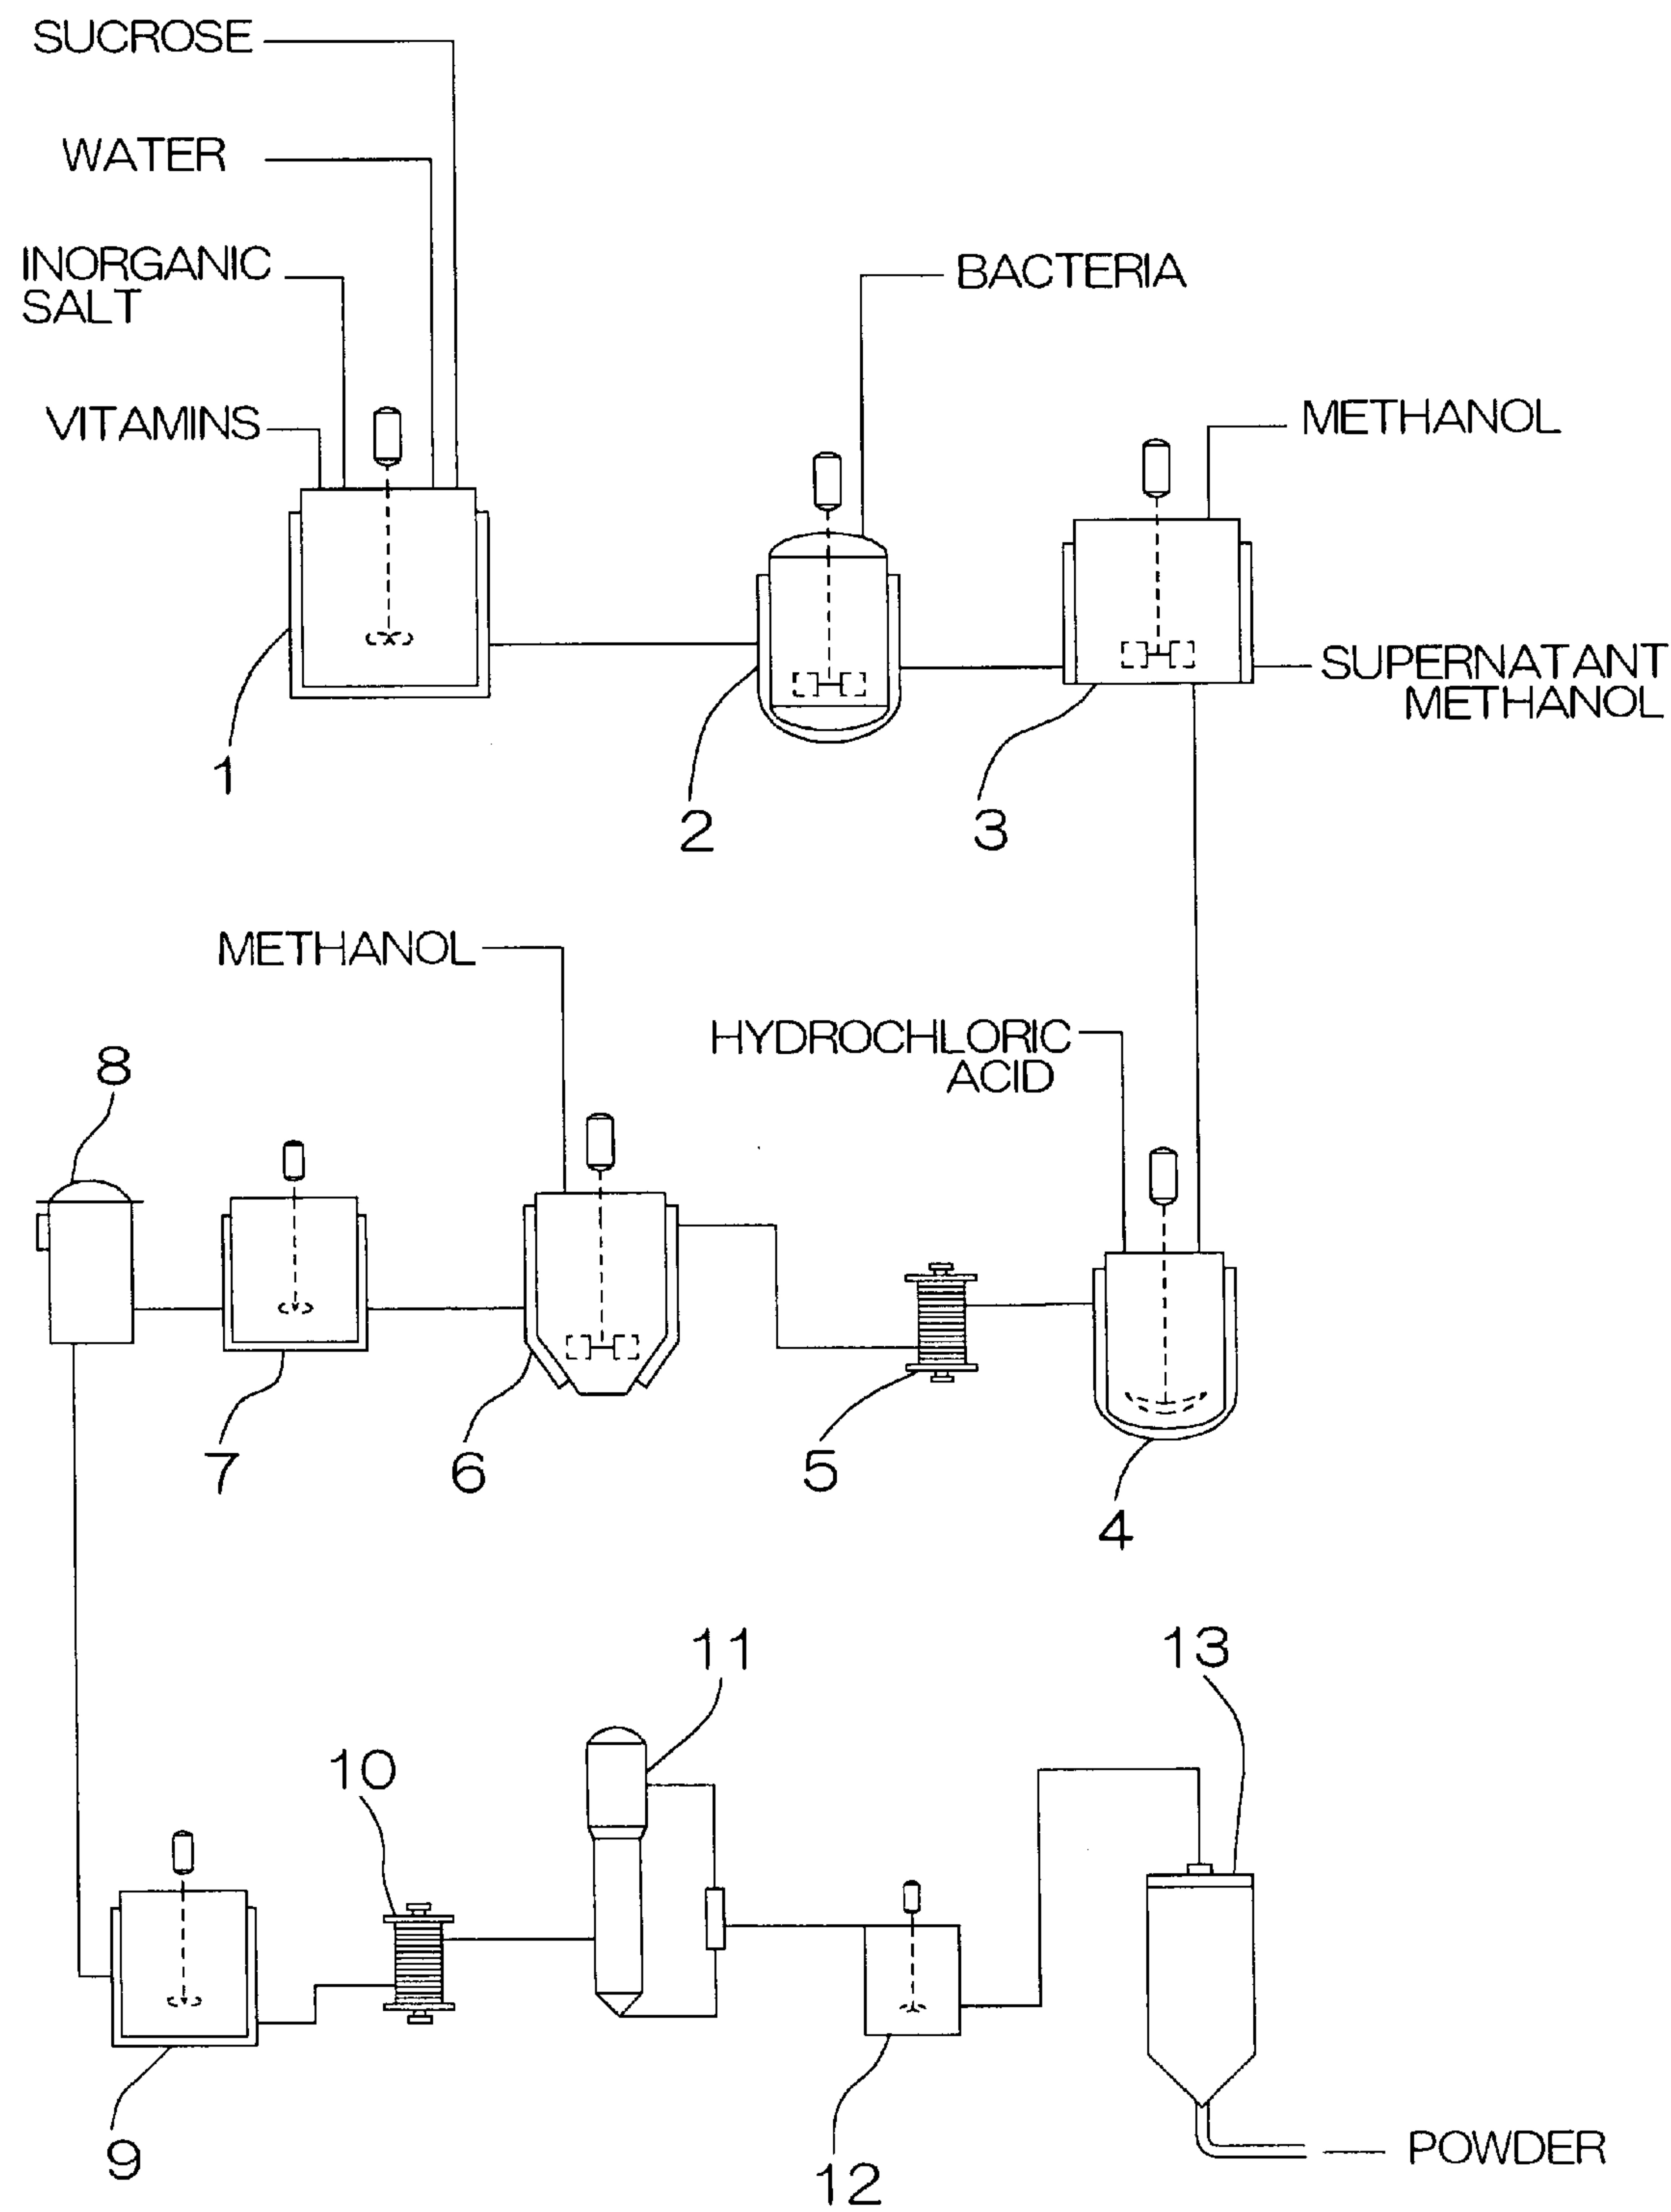 SUCROSE
WATER
INORGANIC
SALT
BACTERIA
VITAMINS
METHANOL
SUPERNATANT
METHANOL
1
2
3
METHANOL
HYDROCHLORIC
ACID
8
7
6
5
4
11
13
10
9
12
POWDER